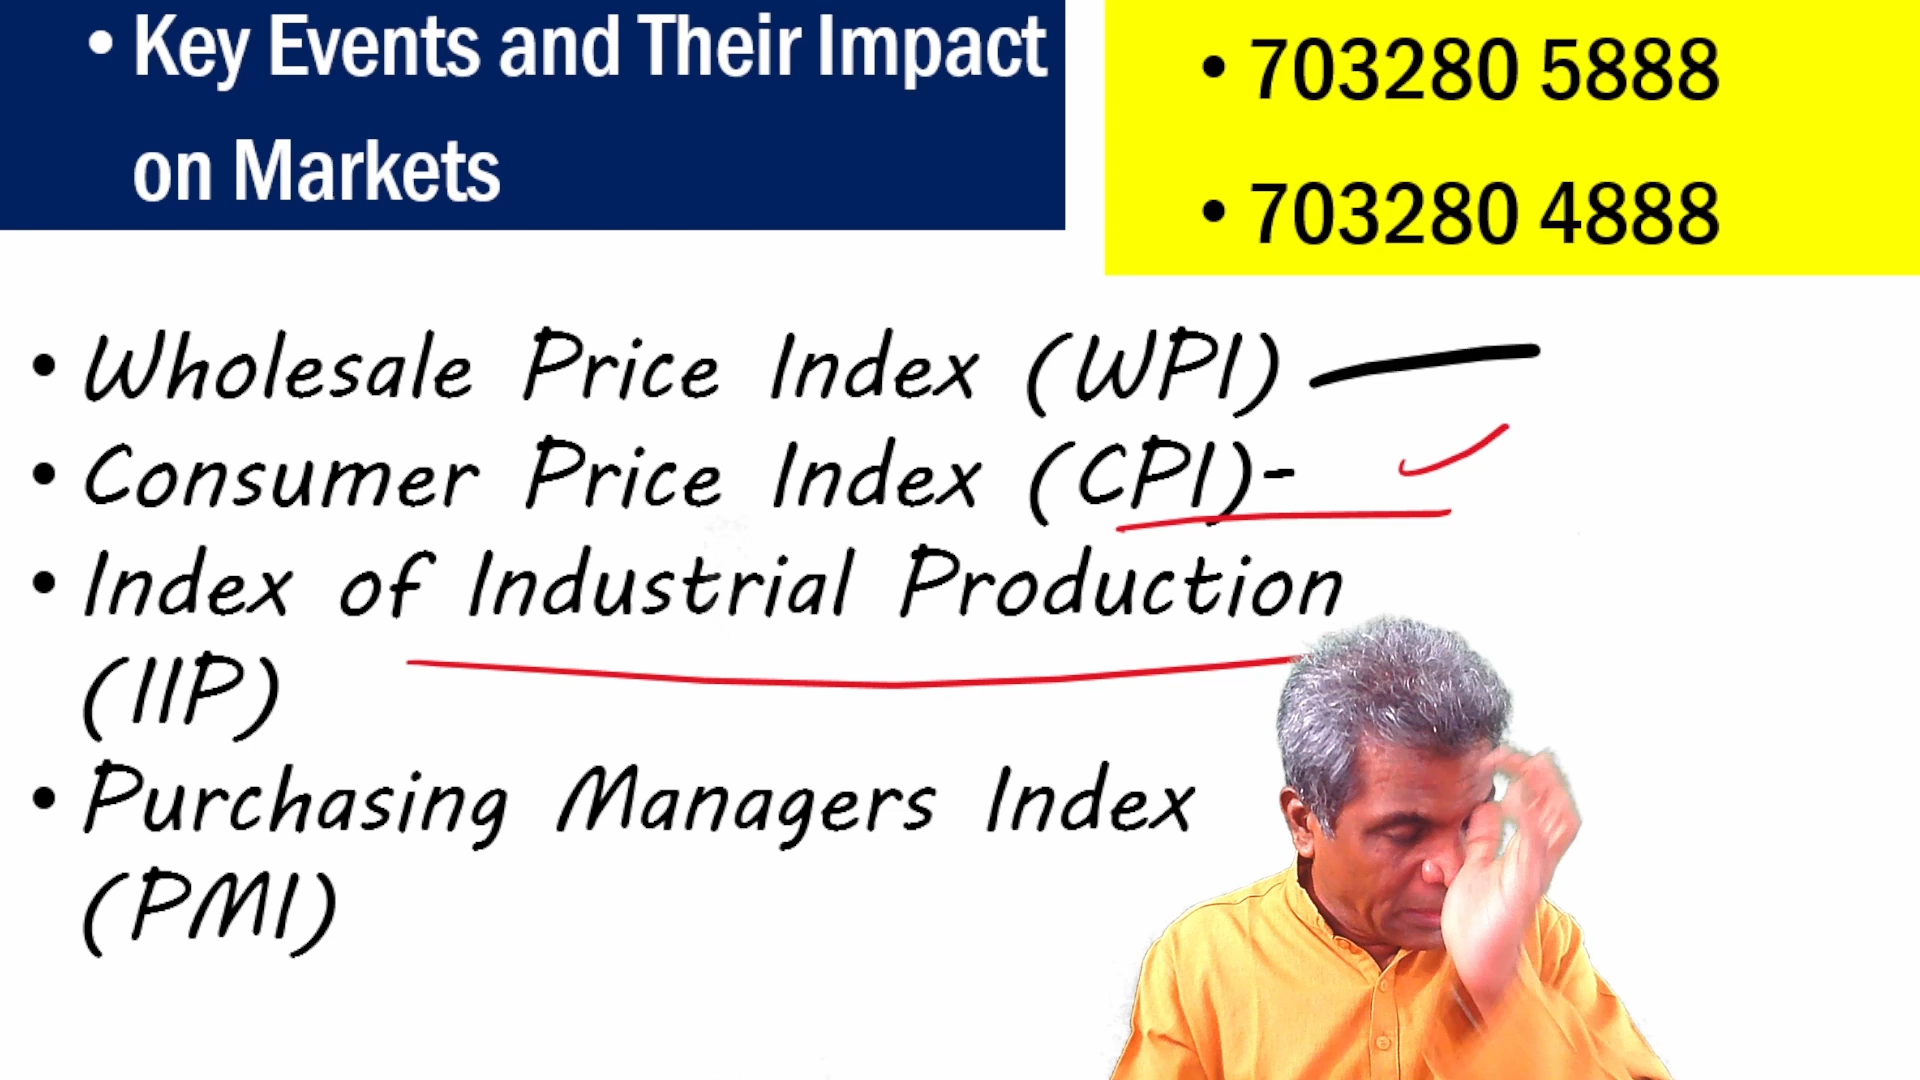 • Key Events and Their Impact
on Markets
• 703280 5888
• 703280 4888
• Wholesale Price Index (WPI)
• Consumer Price Index (CPI)-
• Index of Industrial Production
(IIP)
• Purchasing Managers Index
(PMI)